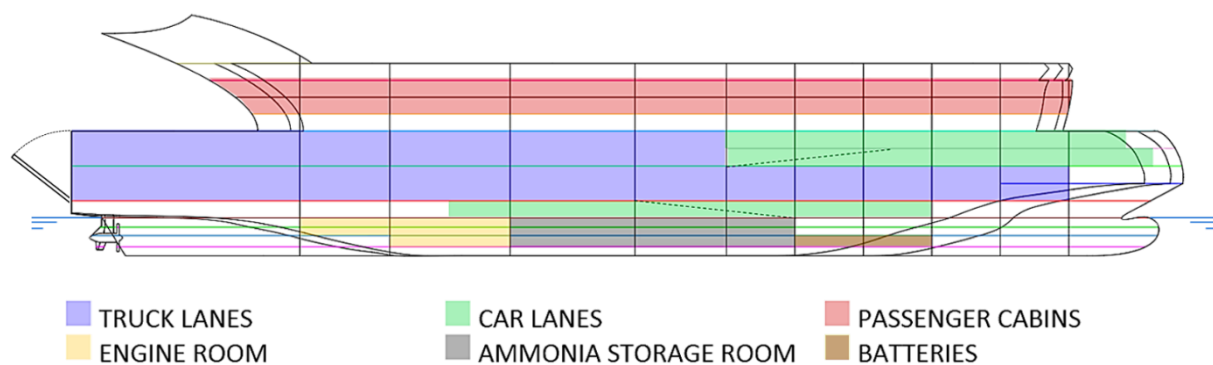 TRUCK LANES
CAR LANES
PASSENGER CABINS
ENGINE ROOM
AMMONIA STORAGE ROOM
BATTERIES